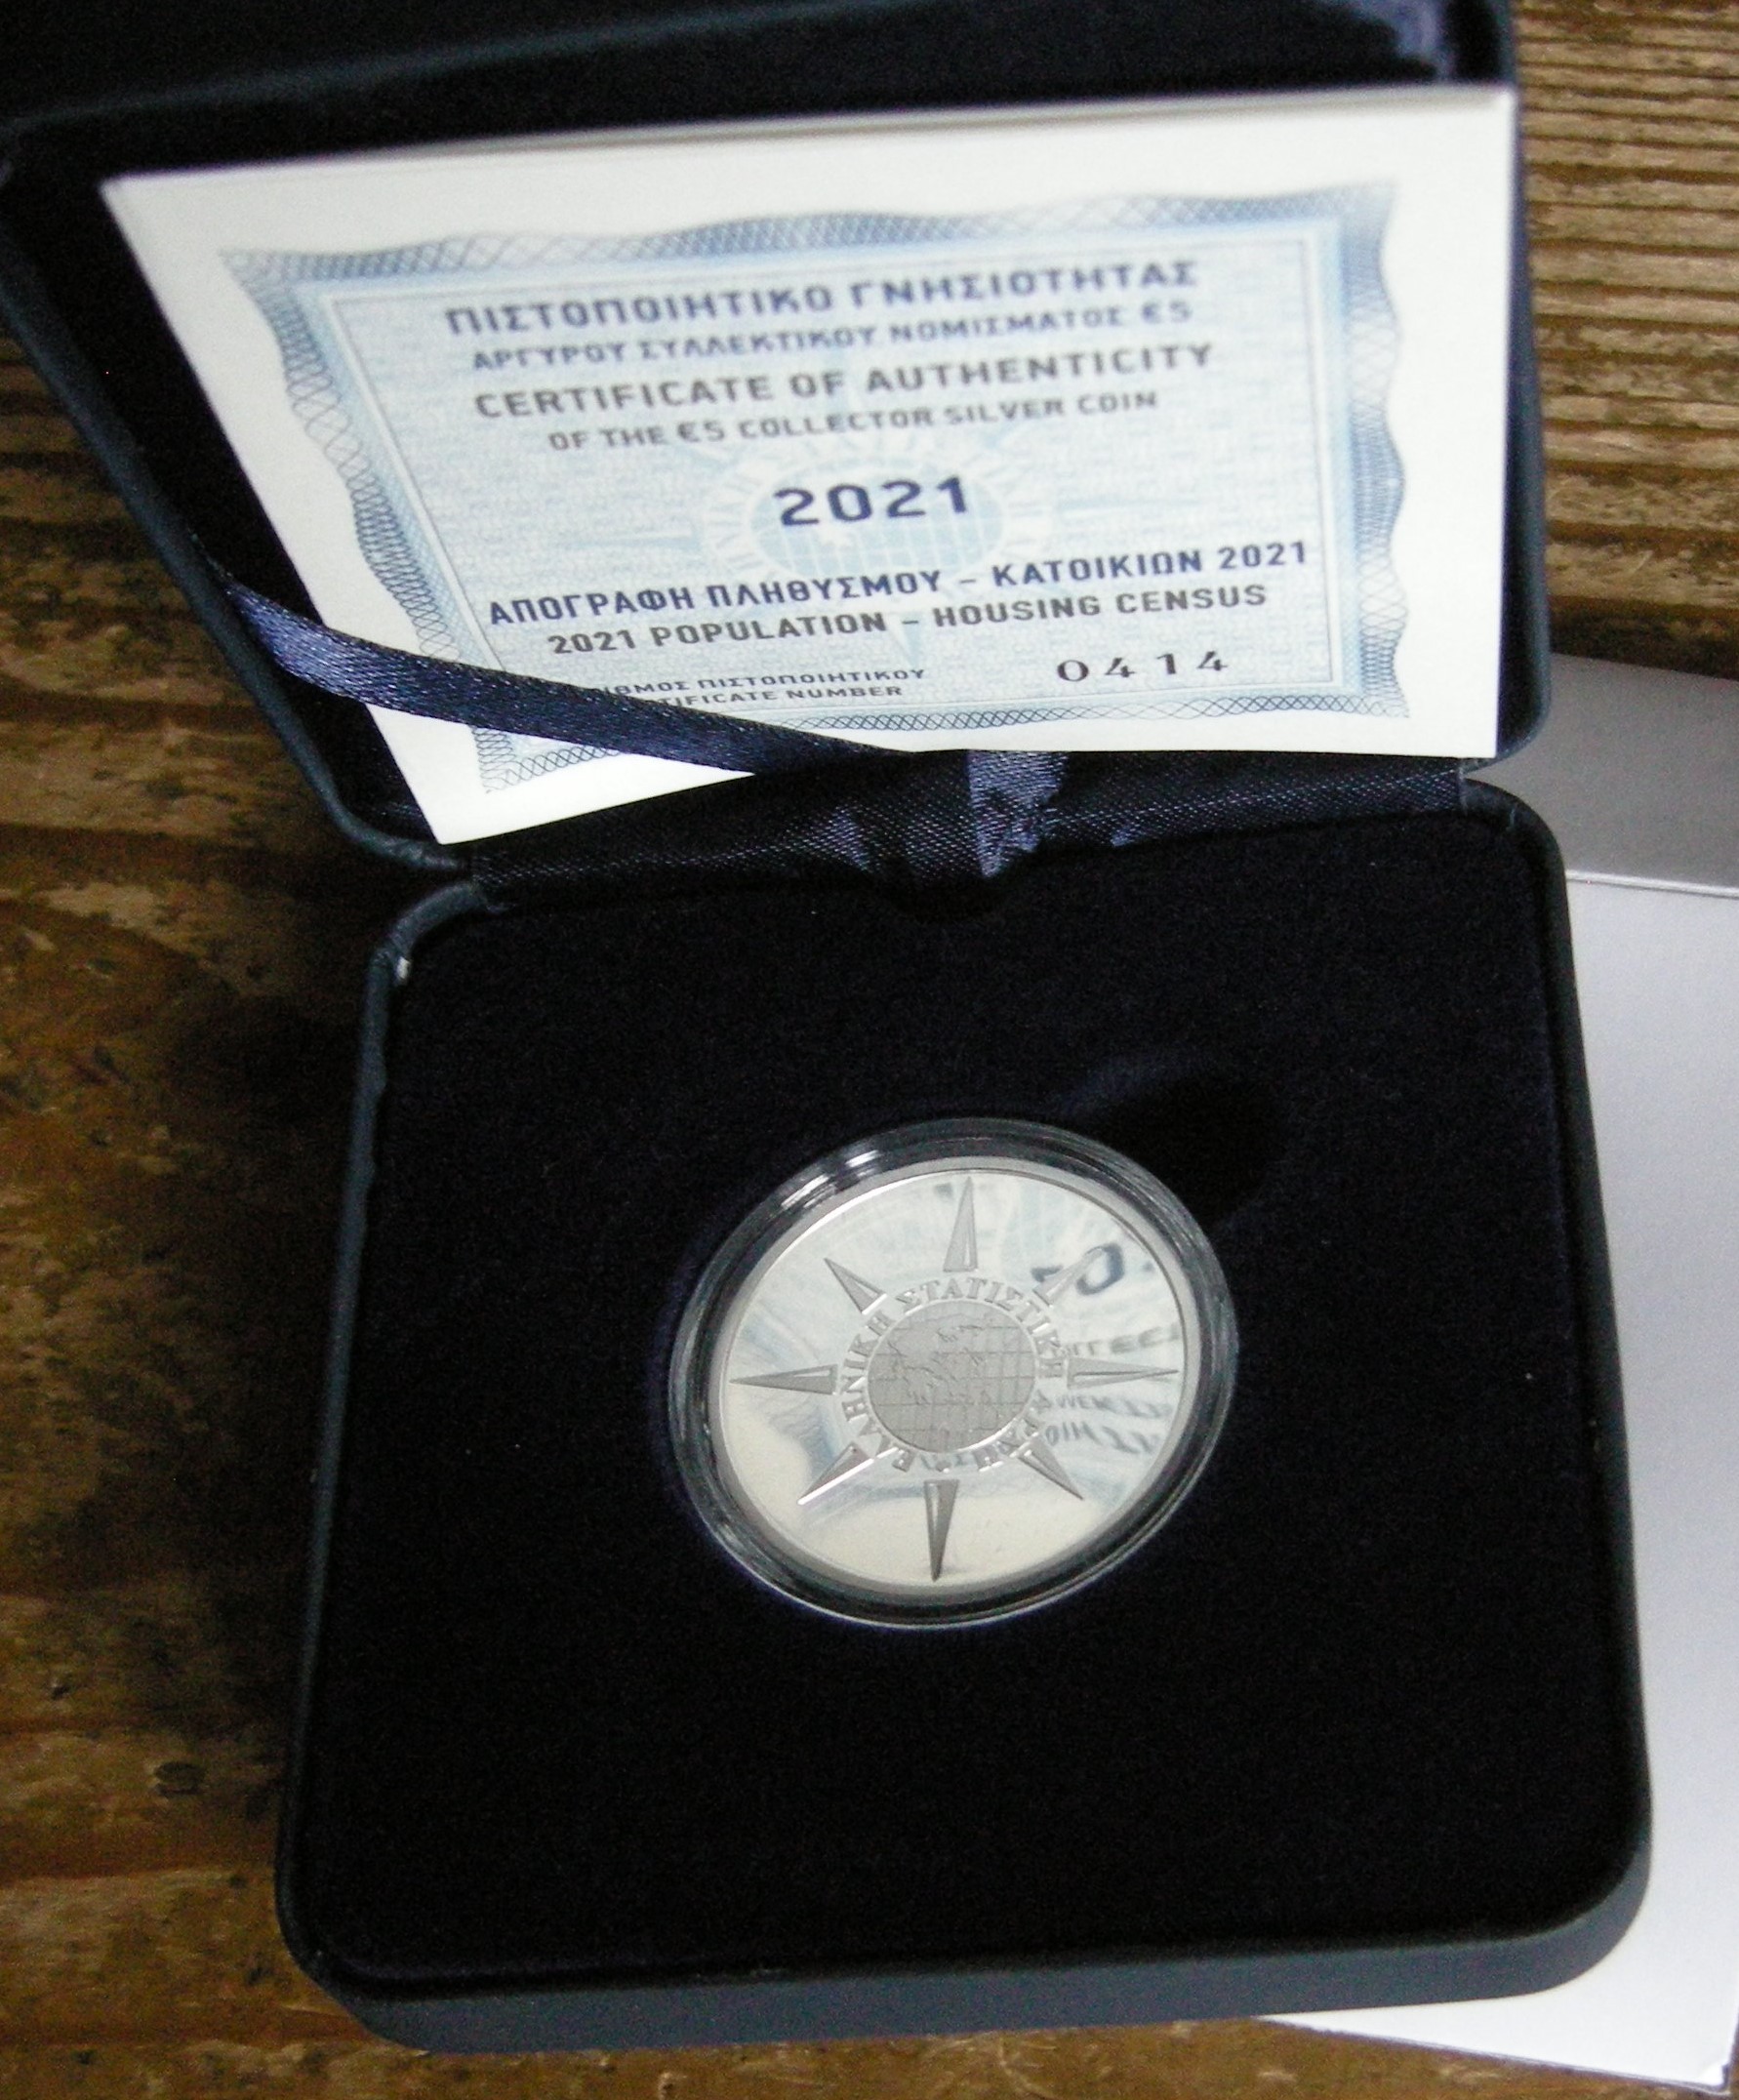 ΠΙΣΤΟΠΟΙΗΤΙΚΟ ΓΝΗΣΙΟΤΗΤΑΣ
ΑΡΓΥΡΟΥ ΣΥΛΛΕΚΤΙΚΟΥ ΝΟΜΙΣΜΑΤΟΣ €5
CERTIFICATE OF AUTHENTICITY
OF THE €5 COLLECTOR SILVER COIN
2021
ΑΠΟΓΡΑΦΗ ΠΛΗΘΥΣΜΟΥ – ΚΑΤΟΙΚΙΩΝ 2021
2021 POPULATION – HOUSING CENSUS
ΠΙΣΤΟΠΟΙΗΤΙΚΟΥ 0414
NUMBER
ΕΛΛΗΝΙΚΗ ΣΤΑΤΙΣΤΙΚΗ ΑΡΧΗ